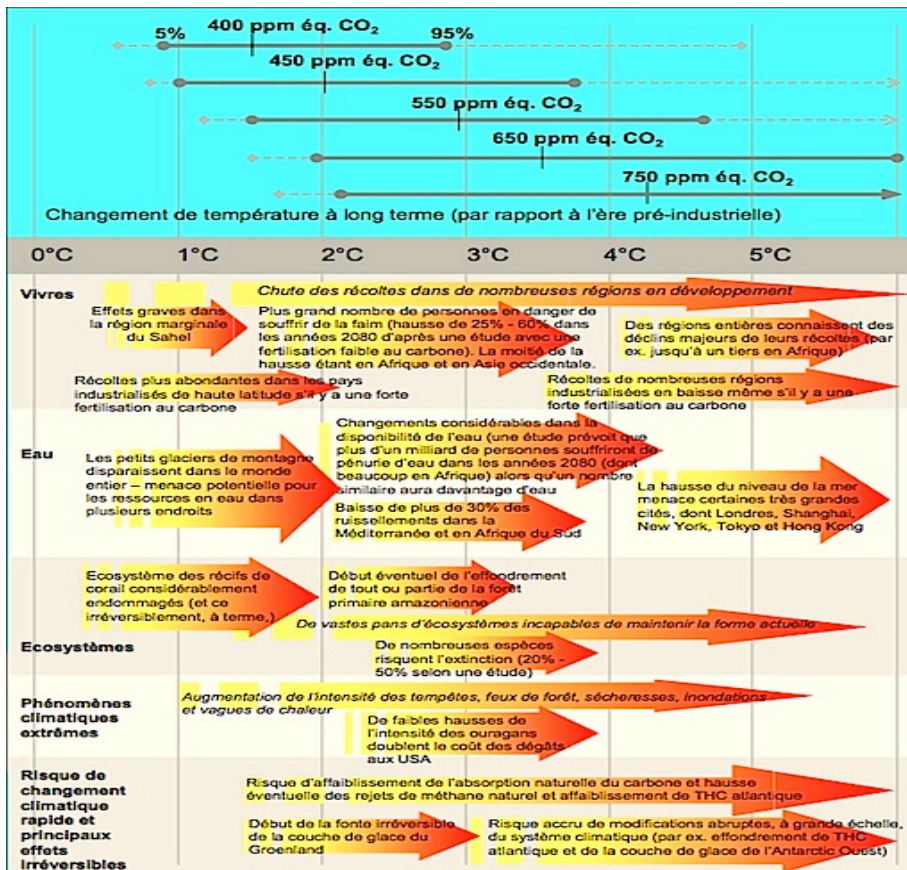 400 ppm éq. CO₂
5%
95%
450 ppm éq. CO₂
550 ppm éq. CO₂
650 ppm éq. CO₂
750 ppm éq. CO₂
Changement de température à long terme (par rapport à l'ère pré-industrielle)
0°C 1°C 2°C 3°C 4°C 5°C
Vivres
Chute des récoltes dans de nombreuses régions en développement
Effets graves dans
la région marginale
du Sahel
Plus grand nombre de personnes en danger de
souffrir de la faim (hausse de 25% - 60% dans
les années 2080 d'après une étude avec une
fertilisation faible au carbone). La moitié de la
hausse étant en Afrique et en Asie occidentale.
Des régions entières connaissent des
déclins majeurs de leurs récoltes (par
ex. jusqu'à un tiers en Afrique)
Récoltes plus abondantes dans les pays
industrialisés de haute latitude s'il y a une forte
fertilisation au carbone
Récoltes de nombreuses régions
industrialisées en baisse même s'il y a une
forte fertilisation au carbone
Eau
Les petits glaciers de montagne
disparaissent dans le monde
entier – menace potentielle pour
les ressources en eau dans
plusieurs endroits
Changements considérables dans la
disponibilité de l'eau (une étude prévoit que
plus d'un milliard de personnes souffriront de
pénurie d'eau dans les années 2080 (dont
beaucoup en Afrique) alors qu'un nombre
similaire aura davantage d'eau
Baisse de plus de 30% des
ruissellements dans la
Méditerranée et en Afrique du Sud
La hausse du niveau de la mer
menace certaines très grandes
cités, dont Londres, Shanghai,
New York, Tokyo et Hong Kong
Ecosystèmes
Ecosystème des récifs de
corail considérablement
endommagés (et ce
irréversiblement, à terme,)
Début éventuel de l'effondrement
de tout ou partie de la forêt
primaire amazonienne
De vastes pans d'écosystèmes incapables de maintenir la forme actuelle
De nombreuses espèces
risquent l'extinction (20% -
50% selon une étude)
Phénomènes
climatiques
extrêmes
Augmentation de l'intensité des tempêtes, feux de forêt, sécheresses, inondations
et vagues de chaleur
De faibles hausses de
l'intensité des ouragans
doublent le coût des dégâts
aux USA
Risque de
changement
climatique
rapide et
principaux
effets
irréversibles
Risque d'affaiblissement de l'absorption naturelle du carbone et hausse
éventuelle des rejets de méthane naturel et affaiblissement de THC atlantique
Début de la fonte irréversible
de la couche de glace du
Groenland
Risque accru de modifications abruptes, à grande échelle,
du système climatique (par ex. effondrement de THC
atlantique et de la couche de glace de l'Antarctic Ouest)